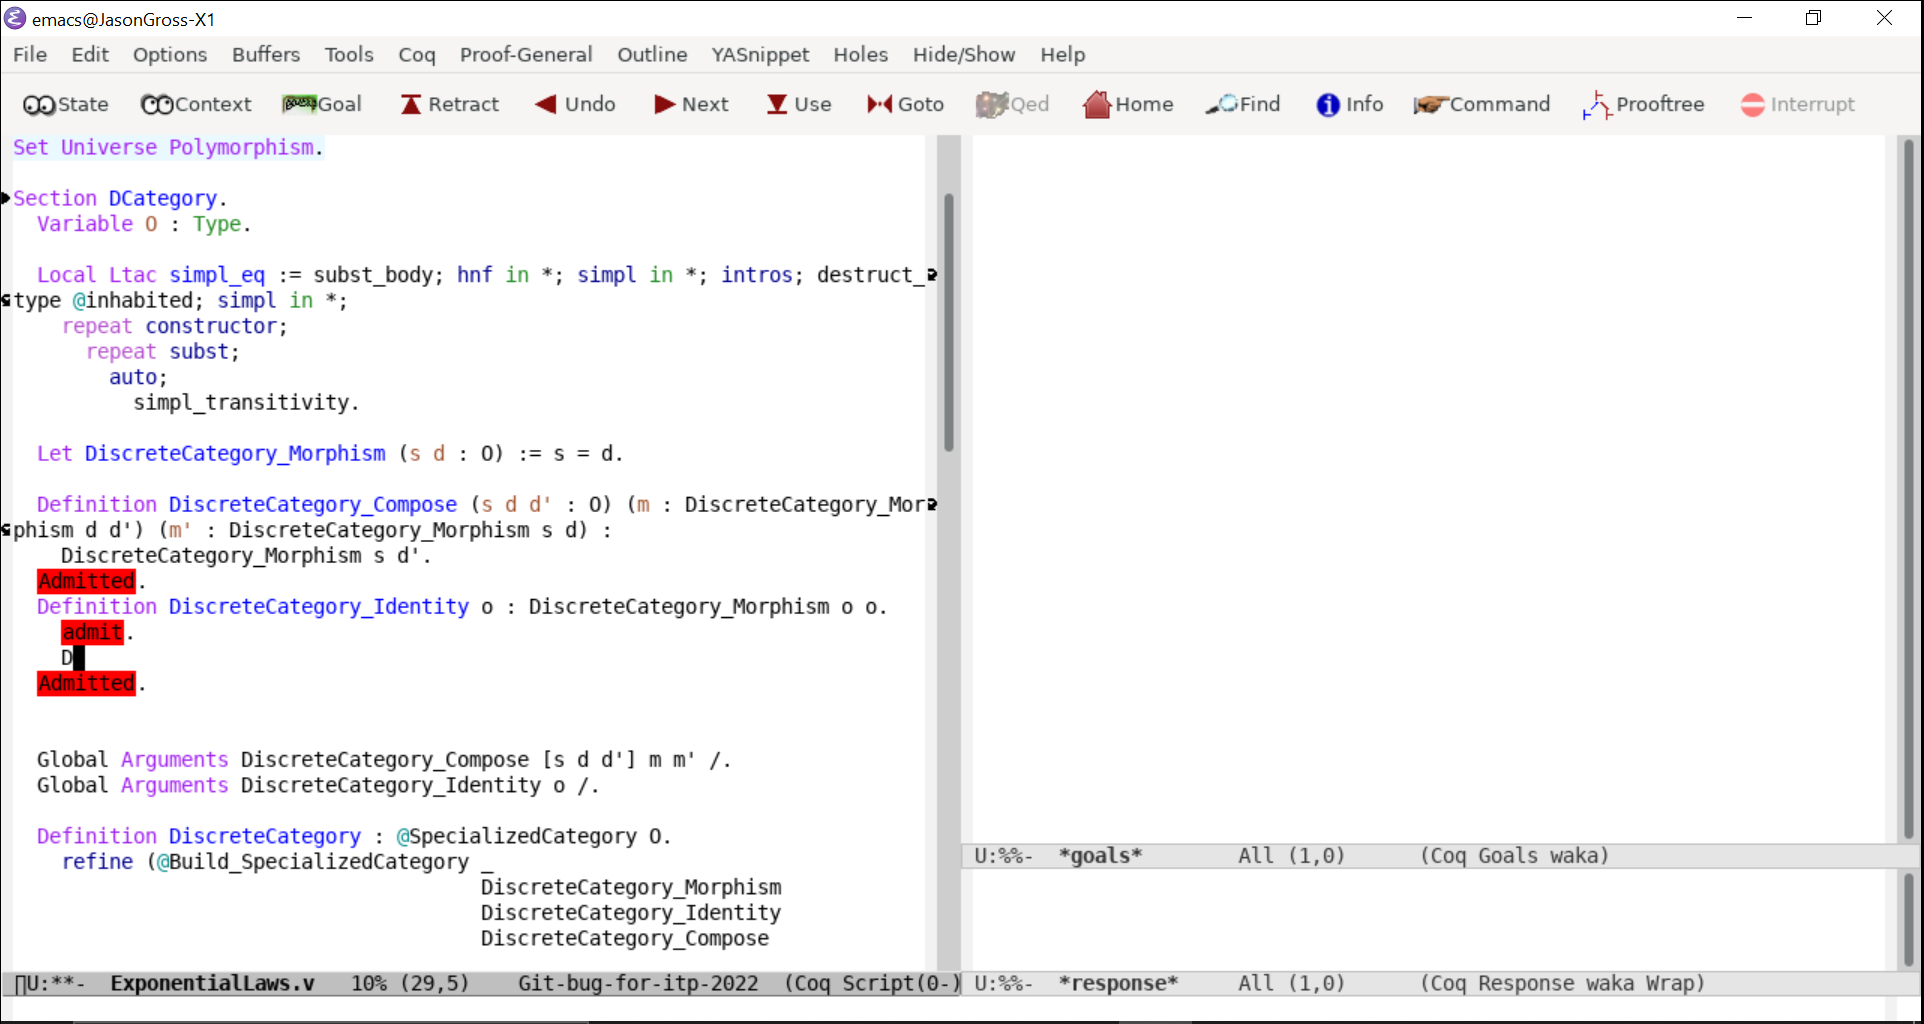 emacs@JasonGross-X1
File Edit Options Buffers Tools Coq Proof-General Outline YASnippet Holes Hide/Show Help
State Context Goal Retract Undo Next Use Goto Qed Home Find Info Command Prooftree Interrupt
Set Universe Polymorphism.
Section DCategory.
Variable O : Type.
Local Ltac simpl_eq := subst_body; hnf in *; simpl in *; intros; destruct_
type @inhabited; simpl in *;
repeat constructor;
repeat subst;
auto;
simpl_transitivity.
Let DiscreteCategory_Morphism (s d : O) := s = d.
Definition DiscreteCategory_Compose (s d d' : O) (m : DiscreteCategory_Mor
phism d d') (m' : DiscreteCategory_Morphism s d) :
DiscreteCategory_Morphism s d'.
Admitted.
Definition DiscreteCategory_Identity o : DiscreteCategory_Morphism o o.
admit.
D
Admitted.
Global Arguments DiscreteCategory_Compose [s d d'] m m' /.
Global Arguments DiscreteCategory_Identity o /.
Definition DiscreteCategory : @SpecializedCategory O.
refine (@Build_SpecializedCategory _
DiscreteCategory_Morphism
DiscreteCategory_Identity
DiscreteCategory_Compose
U:**- ExponentialLaws.v 10% (29,5) Git-bug-for-itp-2022 (Coq Script(0-)
U:%%- *goals* All (1,0) (Coq Goals waka)
U:%%- *response* All (1,0) (Coq Response waka Wrap)